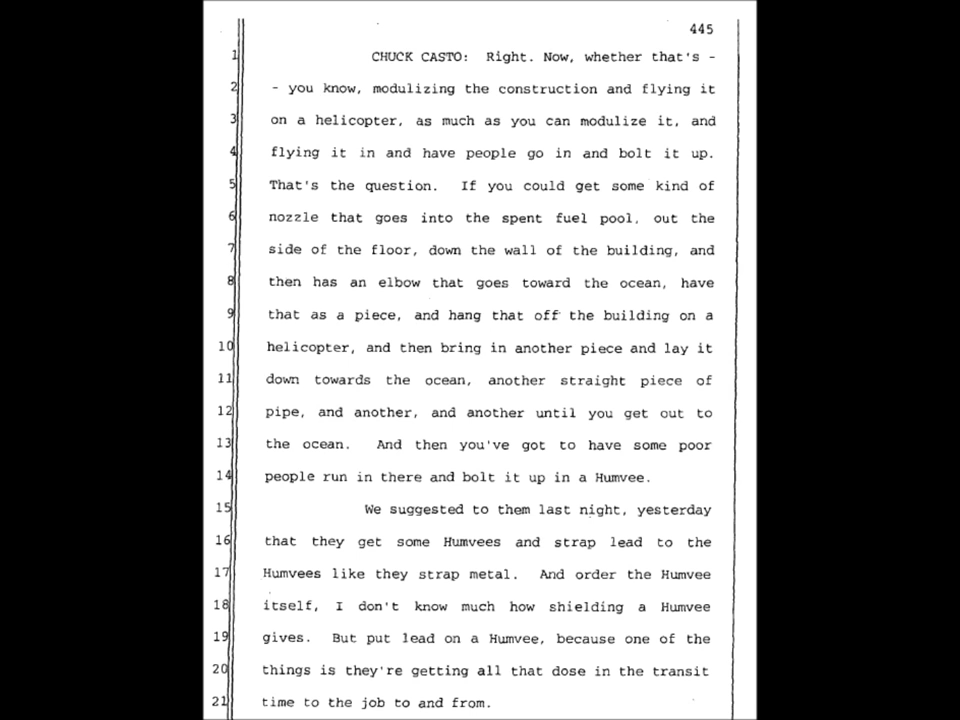 445
1 CHUCK CASTO: Right. Now, whether that's -
2 - you know, modulizing the construction and flying it
3 on a helicopter, as much as you can modulize it, and
4 flying it in and have people go in and bolt it up.
5 That's the question. If you could get some kind of
6 nozzle that goes into the spent fuel pool, out the
7 side of the floor, down the wall of the building, and
8 then has an elbow that goes toward the ocean, have
9 that as a piece, and hang that off the building on a
10 helicopter, and then bring in another piece and lay it
11 down towards the ocean, another straight piece of
12 pipe, and another, and another until you get out to
13 the ocean. And then you've got to have some poor
14 people run in there and bolt it up in a Humvee.
15 We suggested to them last night, yesterday
16 that they get some Humvees and strap lead to the
17 Humvees like they strap metal. And order the Humvee
18 itself, I don't know much how shielding a Humvee
19 gives. But put lead on a Humvee, because one of the
20 things is they're getting all that dose in the transit
21 time to the job to and from.